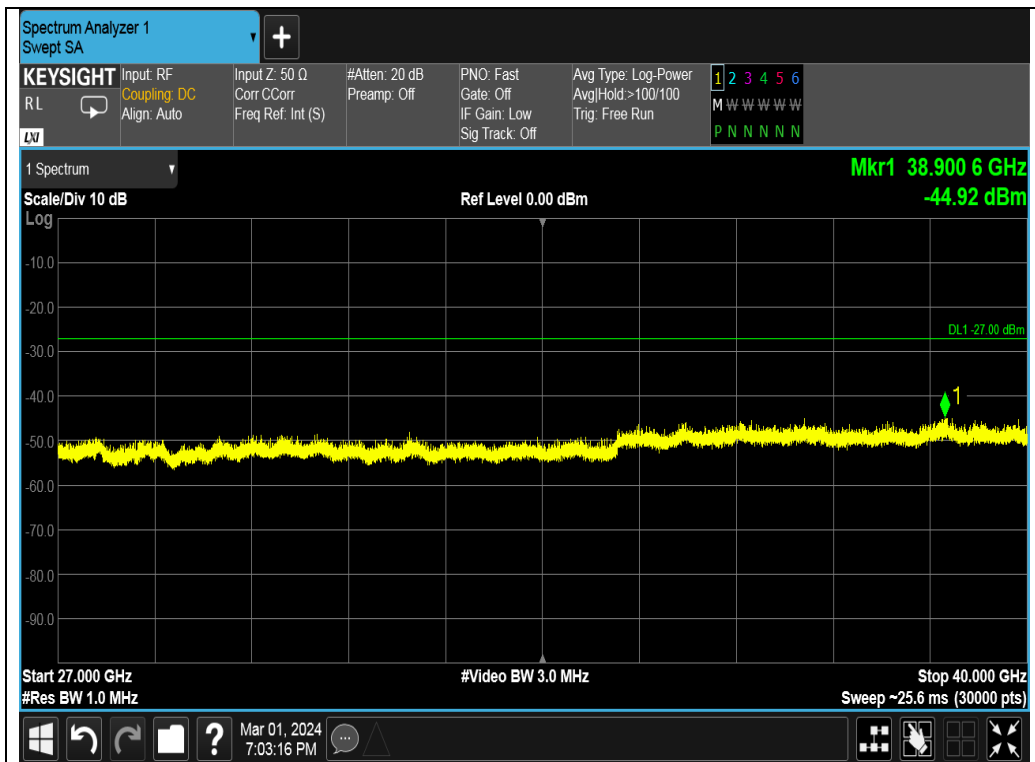 Spectrum Analyzer 1
Swept SA
KEYSIGHT
RL
LXI
Input: RF
Coupling: DC
Align: Auto
Input Z: 50 Ω
Corr CCorr
Freq Ref: Int (S)
#Atten: 20 dB
Preamp: Off
PNO: Fast
Gate: Off
IF Gain: Low
Sig Track: Off
Avg Type: Log-Power
Avg|Hold:>100/100
Trig: Free Run
1 2 3 4 5 6
M W W W W W
P N N N N N
1 Spectrum
Mkr1 38.900 6 GHz
-44.92 dBm
Scale/Div 10 dB
Ref Level 0.00 dBm
Log
-10.0
-20.0
DL1 -27.00 dBm
-30.0
-40.0
1
-50.0
-60.0
-70.0
-80.0
-90.0
Start 27.000 GHz
#Video BW 3.0 MHz
Stop 40.000 GHz
#Res BW 1.0 MHz
Sweep ~25.6 ms (30000 pts)
?
Mar 01, 2024
7:03:16 PM